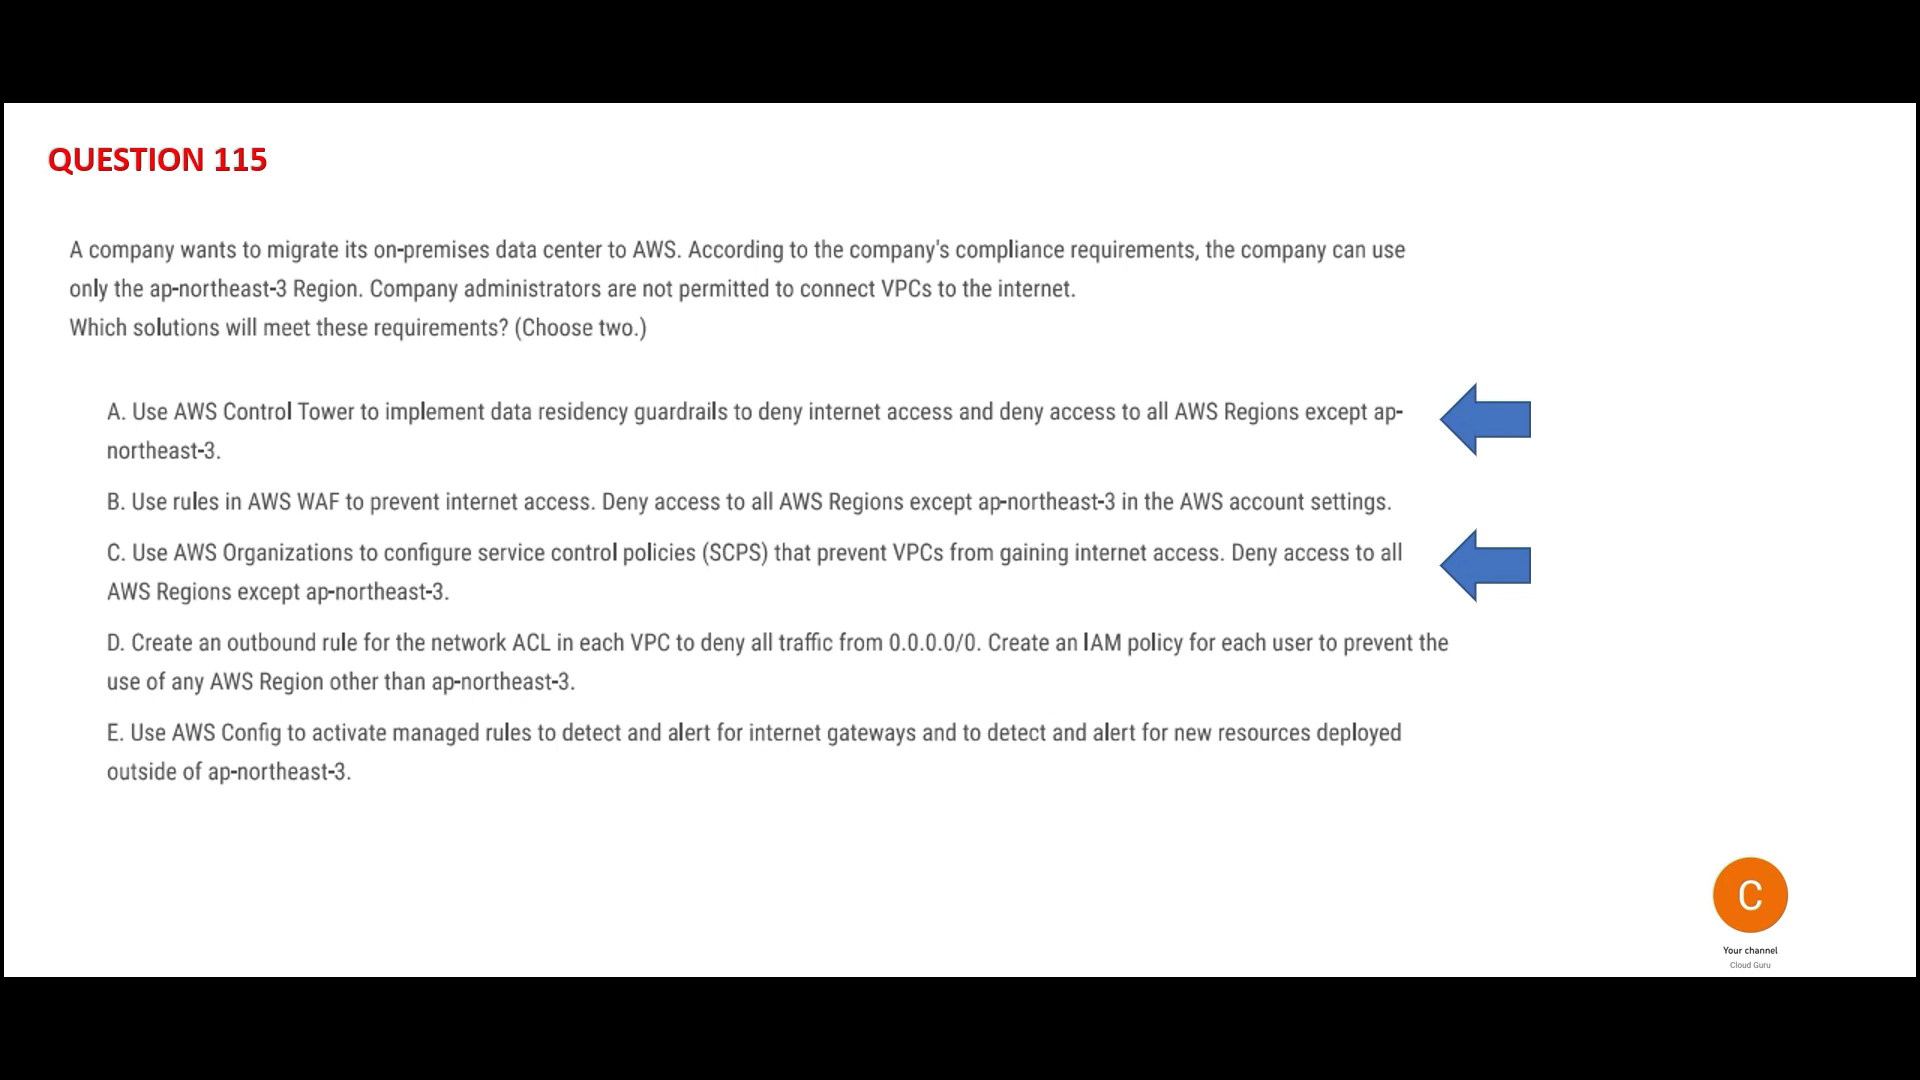 QUESTION 115
A company wants to migrate its on-premises data center to AWS. According to the company's compliance requirements, the company can use
only the ap-northeast-3 Region. Company administrators are not permitted to connect VPCs to the internet.
Which solutions will meet these requirements? (Choose two.)
A. Use AWS Control Tower to implement data residency guardrails to deny internet access and deny access to all AWS Regions except ap-
northeast-3.
B. Use rules in AWS WAF to prevent internet access. Deny access to all AWS Regions except ap-northeast-3 in the AWS account settings.
C. Use AWS Organizations to configure service control policies (SCPS) that prevent VPCs from gaining internet access. Deny access to all
AWS Regions except ap-northeast-3.
D. Create an outbound rule for the network ACL in each VPC to deny all traffic from 0.0.0.0/0. Create an IAM policy for each user to prevent the
use of any AWS Region other than ap-northeast-3.
E. Use AWS Config to activate managed rules to detect and alert for internet gateways and to detect and alert for new resources deployed
outside of ap-northeast-3.
C
Your channel
Cloud Guru